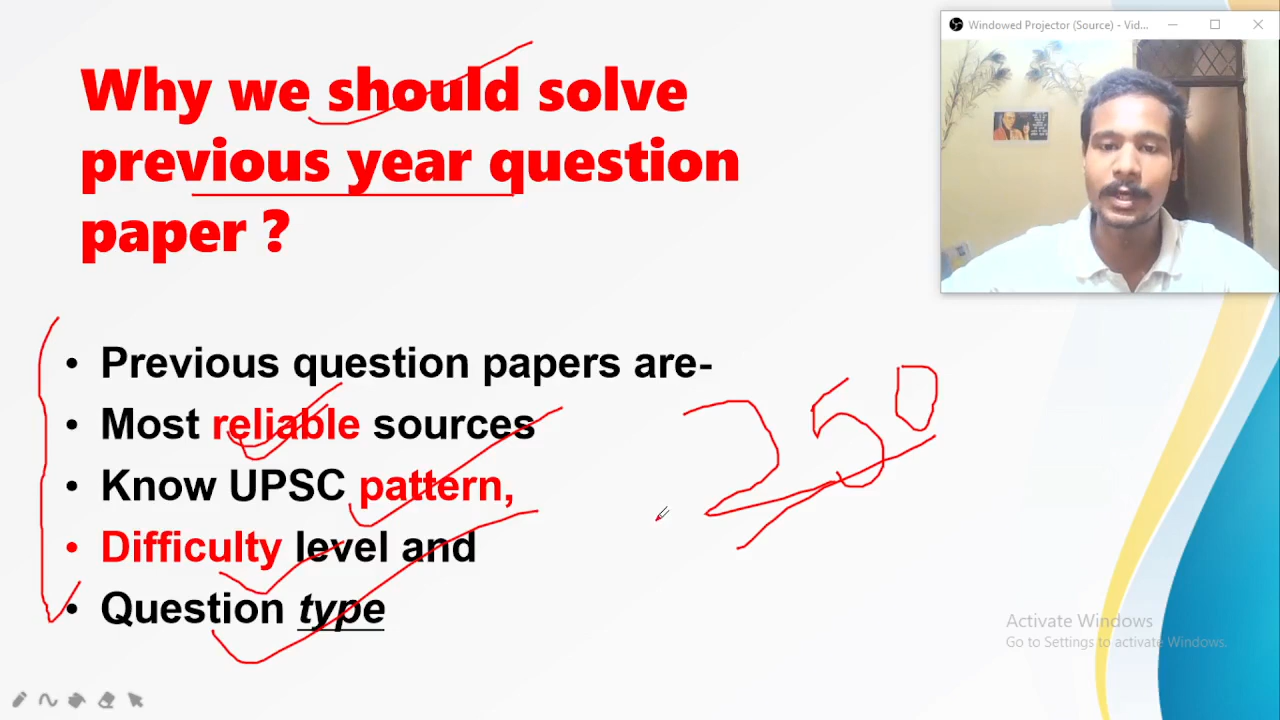 Windowed Projector (Source) - Vid...
Why we should solve
previous year question
paper ?
• Previous question papers are-
• Most reliable sources
• Know UPSC pattern,
• Difficulty level and
• Question type
250
Activate Windows
Go to Settings to activate Windows.